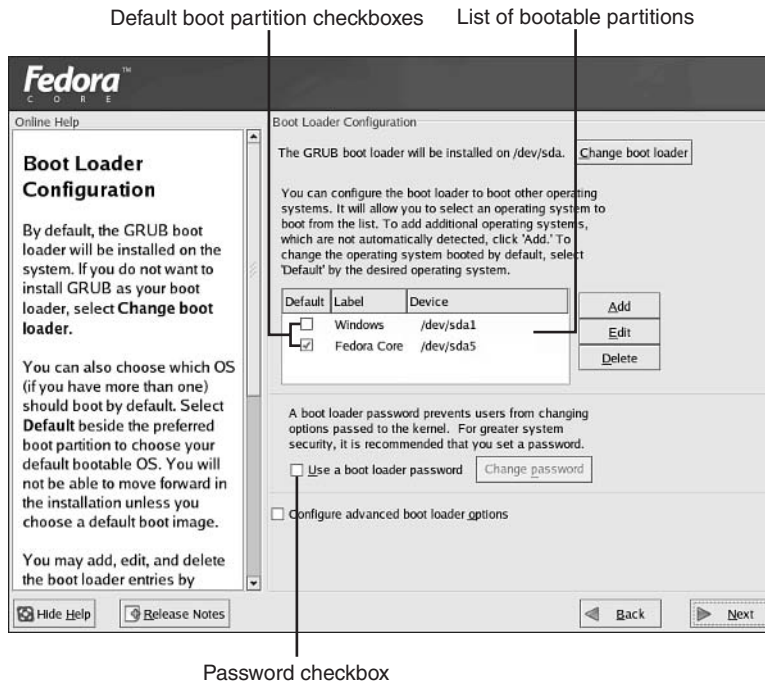 Default boot partition checkboxes
List of bootable partitions
Fedora™
CORE
Online Help
Boot Loader
Configuration
By default, the GRUB boot
loader will be installed on the
system. If you do not want to
install GRUB as your boot
loader, select Change boot
loader.
You can also choose which OS
(if you have more than one)
should boot by default. Select
Default beside the preferred
boot partition to choose your
default bootable OS. You will
not be able to move forward in
the installation unless you
choose a default boot image.
You may add, edit, and delete
the boot loader entries by
Boot Loader Configuration
The GRUB boot loader will be installed on /dev/sda.
Change boot loader
You can configure the boot loader to boot other operating
systems. It will allow you to select an operating system to
boot from the list. To add additional operating systems,
which are not automatically detected, click 'Add.' To
change the operating system booted by default, select
'Default' by the desired operating system.
Default Label Device
Windows /dev/sda1
Fedora Core /dev/sda5
Add
Edit
Delete
A boot loader password prevents users from changing
options passed to the kernel. For greater system
security, it is recommended that you set a password.
Use a boot loader password
Change password
Configure advanced boot loader options
Hide Help
Release Notes
Back
Next
Password checkbox